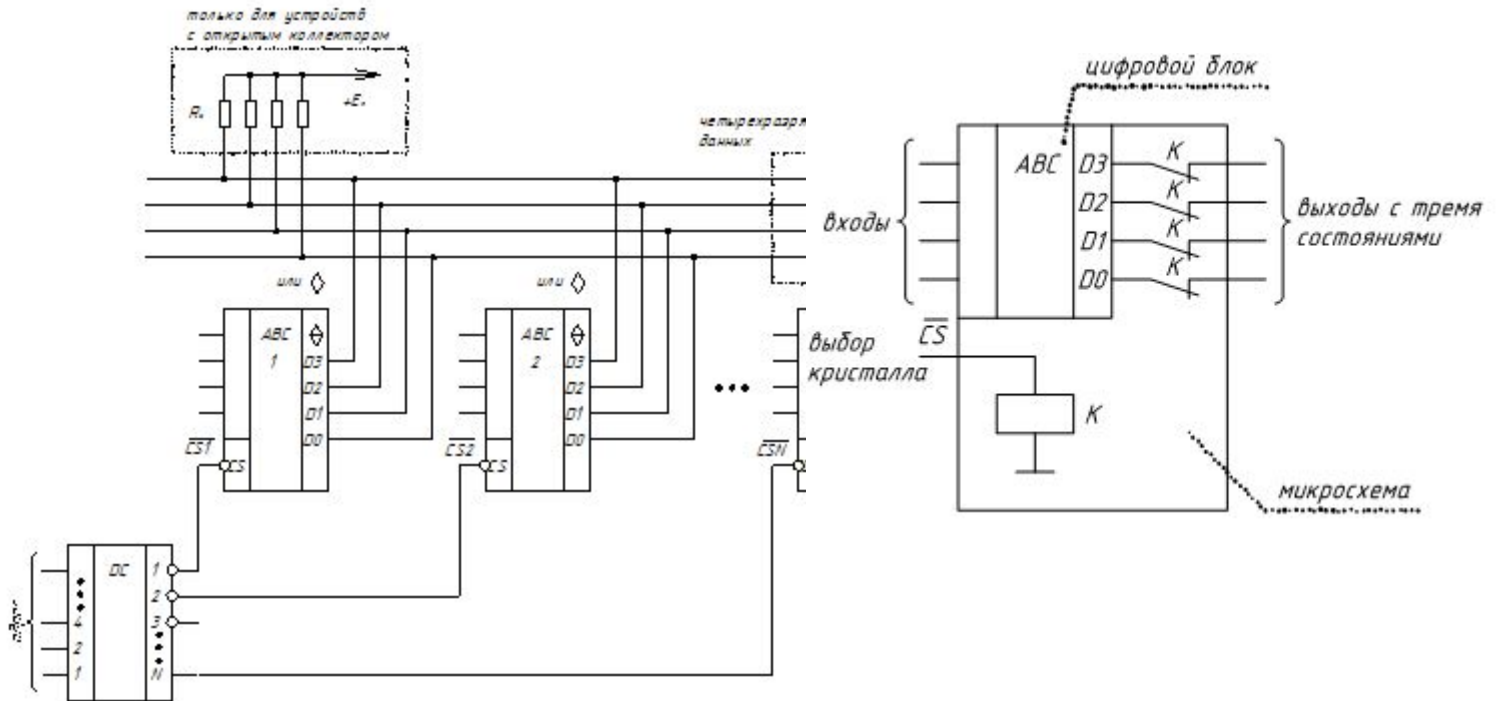 только для устройств
с открытым коллектором
Rк
+Eк
данных
или
или
ABC
1
D3
D2
D1
D0
CS1
CS
ABC
2
D3
D2
D1
D0
CS2
CS
CSN
DC
4
2
1
1
2
3
N
цифровой блок
ABC
D3
D2
D1
D0
K
K
K
K
входы
выходы с тремя
состояниями
CS
выбор
кристалла
K
микросхема